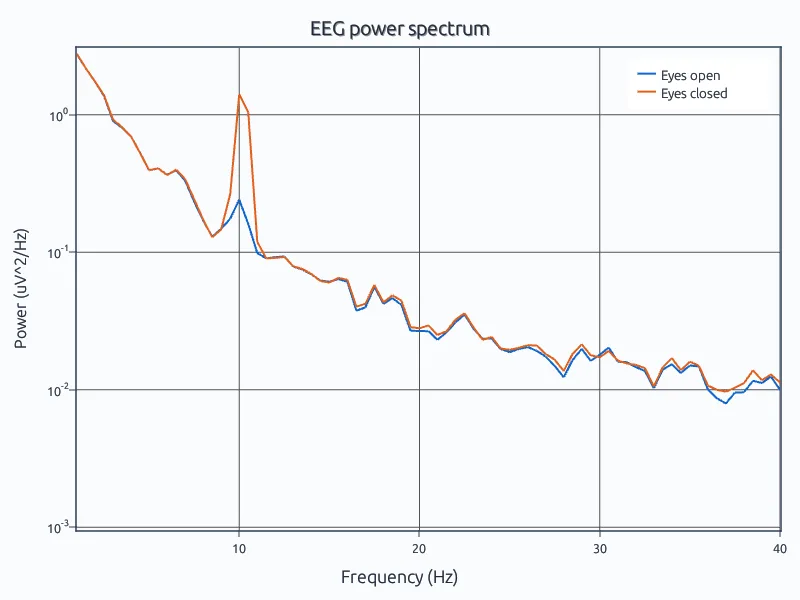 EEG power spectrum
Eyes open
Eyes closed
Power (uV^2/Hz)
10^0
10^-1
10^-2
10^-3
10
20
30
40
Frequency (Hz)